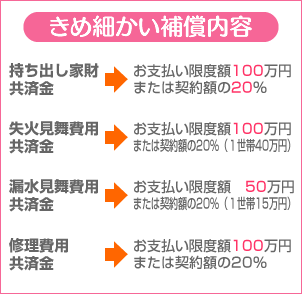 きめ細かい補償内容
持ち出し家財
共済金
お支払い限度額100万円
または契約額の20%
失火見舞費用
共済金
お支払い限度額100万円
または契約額の20%（1世帯40万円）
漏水見舞費用
共済金
お支払い限度額 50万円
または契約額の20%（1世帯15万円）
修理費用
共済金
お支払い限度額100万円
または契約額の20%